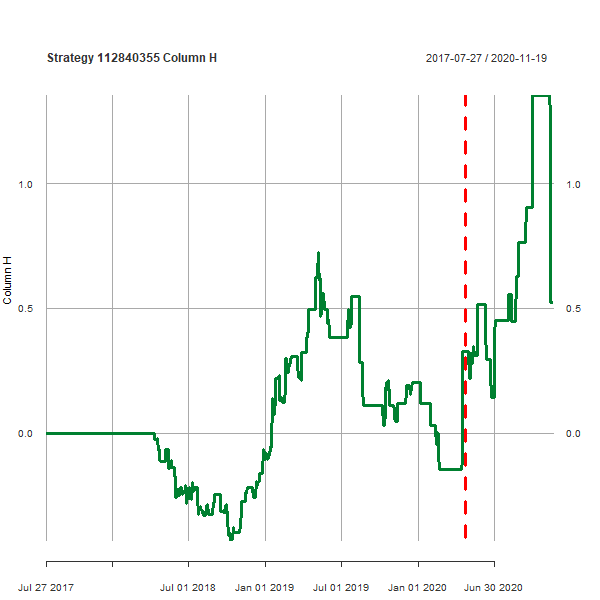 Strategy 112840355 Column H
2017-07-27 / 2020-11-19
Column H
1.0
1.0
0.5
0.5
0.0
0.0
Jul 27 2017
Jul 01 2018
Jan 01 2019
Jul 01 2019
Jan 01 2020
Jun 30 2020